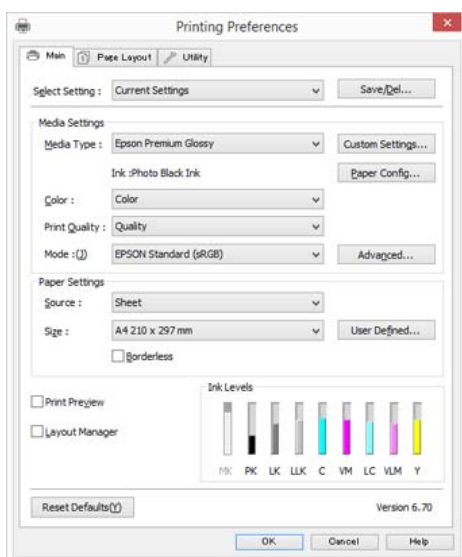 Printing Preferences
Main Page Layout Utility
Select Setting : Current Settings Save/Del...
Media Settings
Media Type : Epson Premium Glossy Custom Settings...
Ink :Photo Black Ink Paper Config...
Color : Color
Print Quality : Quality
Mode :(J) EPSON Standard (sRGB) Advanced...
Paper Settings
Source : Sheet
Size : A4 210 x 297 mm User Defined...
Borderless
Print Preview
Layout Manager
Ink Levels
MK PK LK LLK C VM LC VLM Y
Reset Defaults(Y) Version 6.70
OK Cancel Help